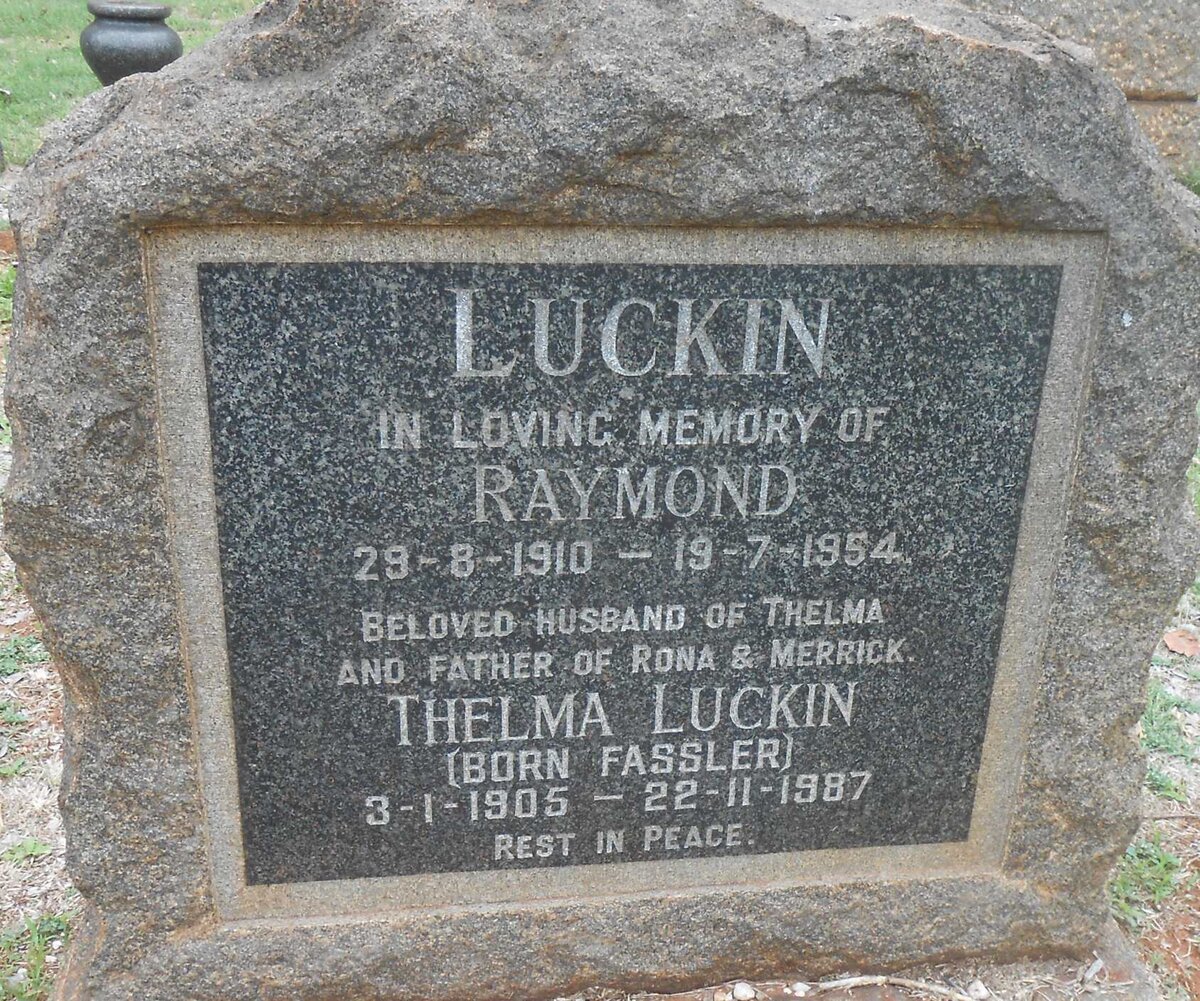 LUCKIN
IN LOVING MEMORY OF
RAYMOND
29-8-1910 — 19-7-1954.
BELOVED HUSBAND OF THELMA
AND FATHER OF RONA & MERRICK.
THELMA LUCKIN
(BORN FASSLER)
3-1-1905 — 22-11-1987
REST IN PEACE.